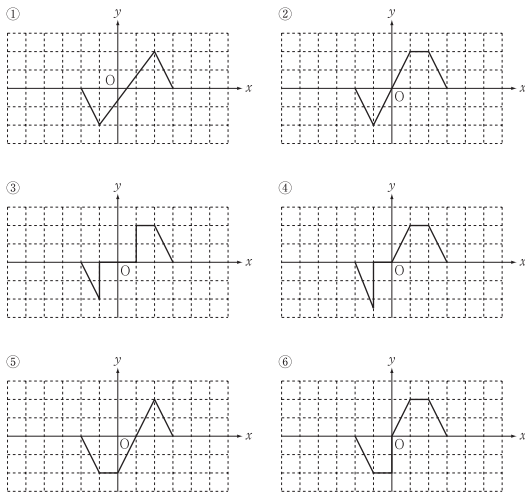 ① y ② y
O x O x
③ y ④ y
O x O x
⑤ y ⑥ y
O x O x